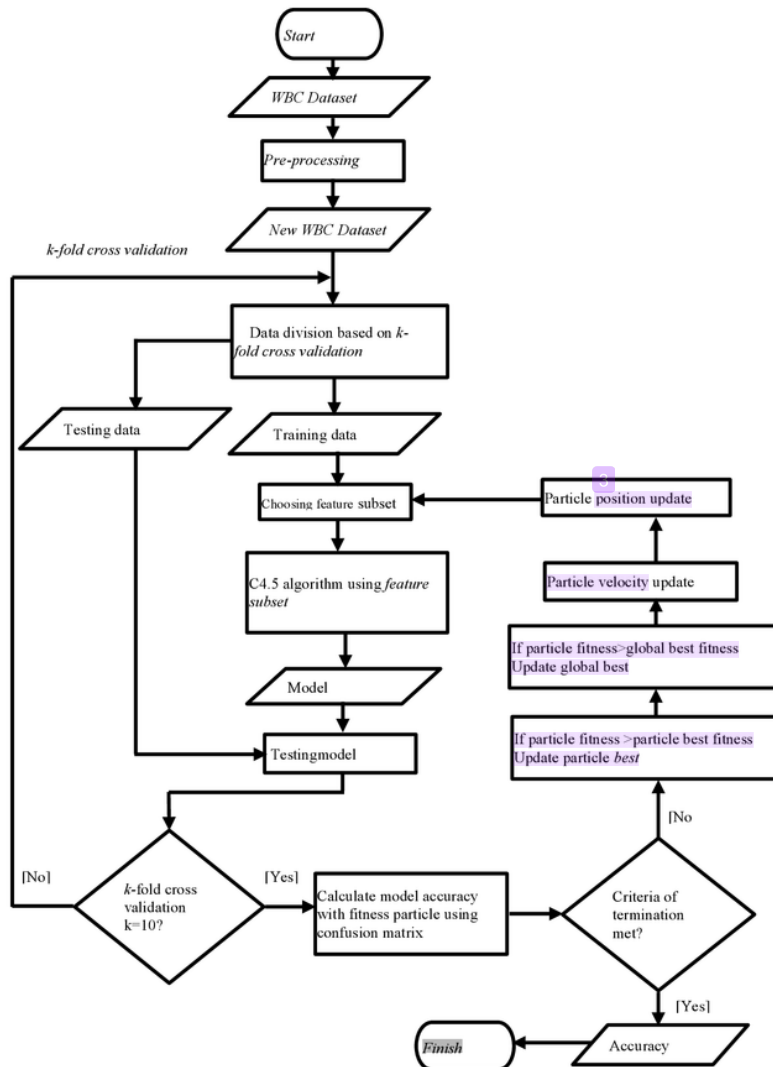 Start
WBC Dataset
Pre-processing
New WBC Dataset
k-fold cross validation
Data division based on k-
fold cross validation
Testing data
Training data
3
Choosing feature subset
Particle position update
C4.5 algorithm using feature
subset
Particle velocity update
If particle fitness>global best fitness
Update global best
Model
If particle fitness >particle best fitness
Update particle best
Testingmodel
[No
[No]
k-fold cross
validation
k=10?
[Yes]
Calculate model accuracy
with fitness particle using
confusion matrix
Criteria of
termination
met?
[Yes]
Accuracy
Finish